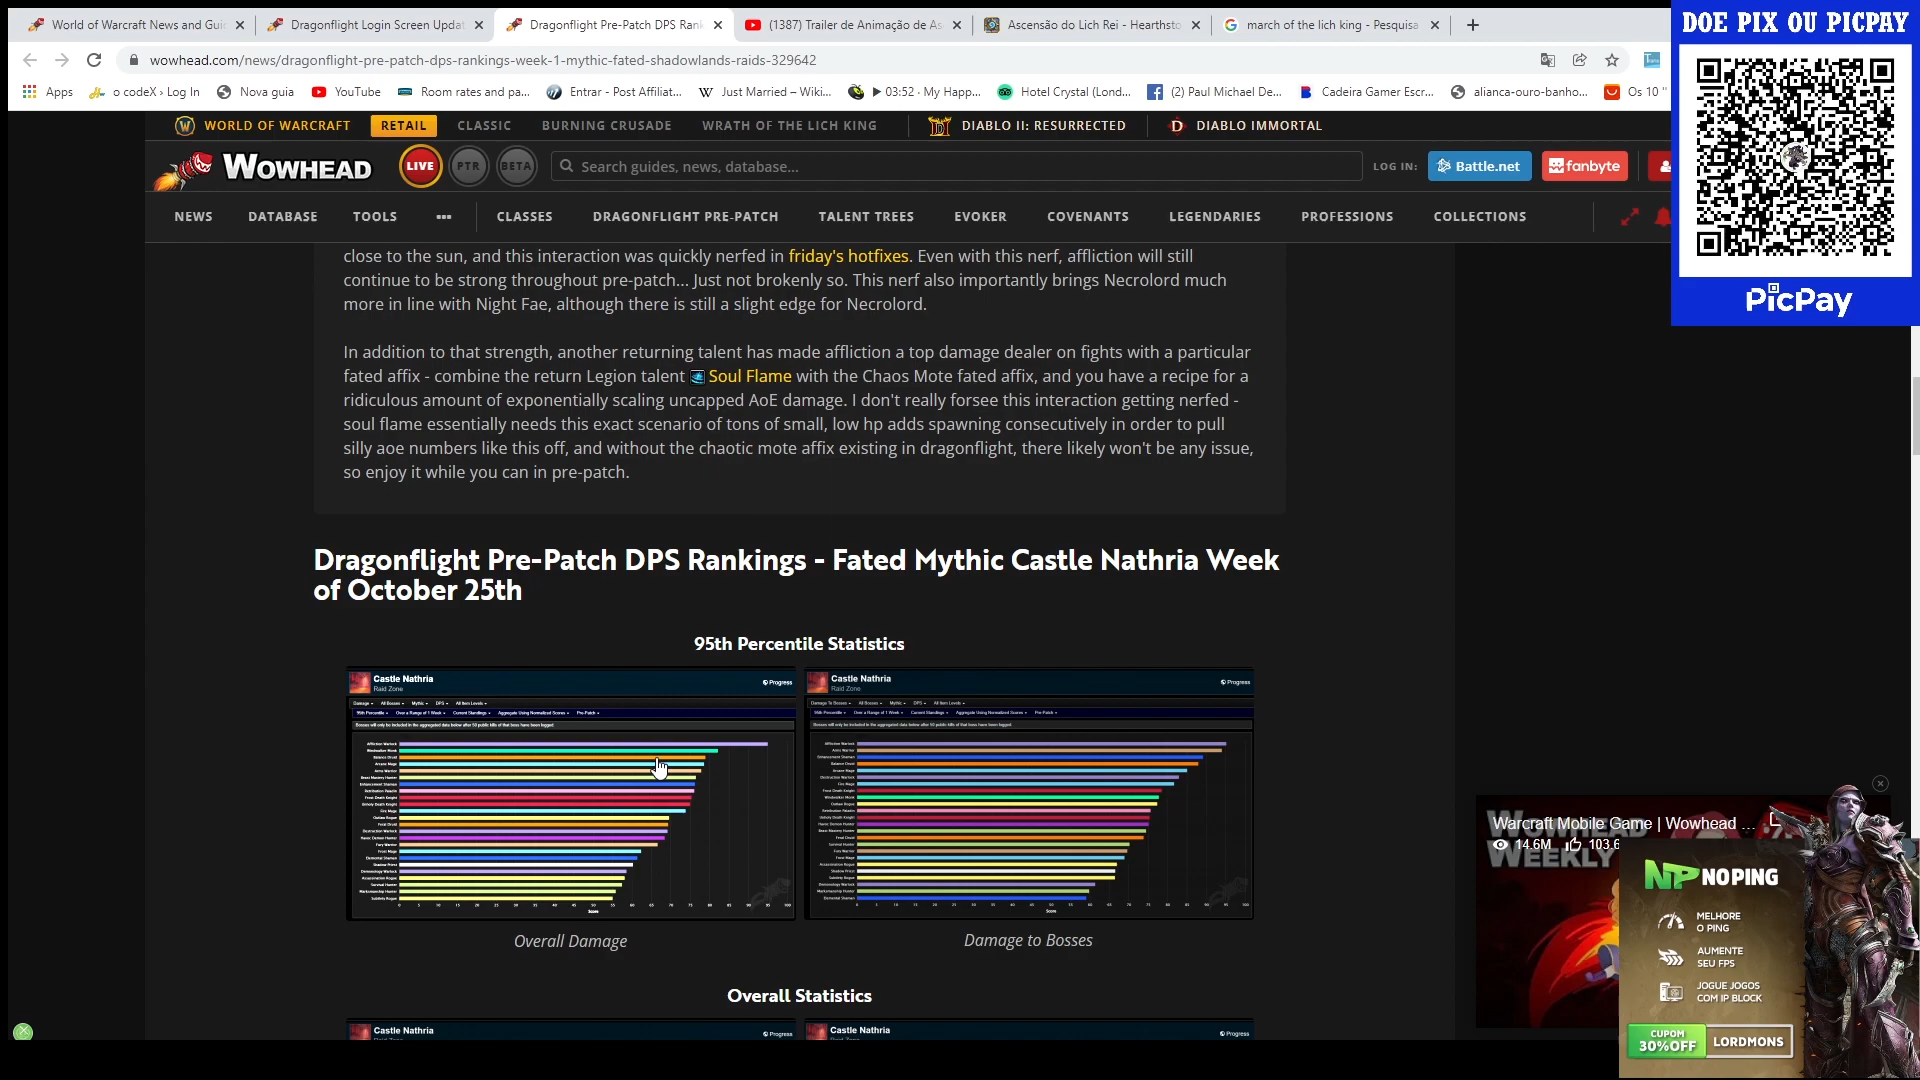 World of Warcraft News and Gui
Dragonflight Login Screen Updat
Dragonflight Pre-Patch DPS Rank
(1387) Trailer de Animação de As
Ascensão do Lich Rei - Hearthsto
march of the lich king - Pesquisa
wowhead.com/news/dragonflight-pre-patch-dps-rankings-week-1-mythic-fated-shadowlands-raids-329642
Apps
o codeX › Log In
Nova guia
YouTube
Room rates and pa...
Entrar - Post Affiliat...
Just Married – Wiki...
03:52 · My Happ...
Hotel Crystal (Lond...
(2) Paul Michael De...
Cadeira Gamer Escr...
alianca-ouro-banho...
Os 10 "
DOE PIX OU PICPAY
PicPay
WORLD OF WARCRAFT
RETAIL
CLASSIC
BURNING CRUSADE
WRATH OF THE LICH KING
DIABLO II: RESURRECTED
DIABLO IMMORTAL
WOWHEAD
LIVE
PTR
BETA
Search guides, news, database...
LOG IN:
Battle.net
fanbyte
NEWS
DATABASE
TOOLS
CLASSES
DRAGONFLIGHT PRE-PATCH
TALENT TREES
EVOKER
COVENANTS
LEGENDARIES
PROFESSIONS
COLLECTIONS
close to the sun, and this interaction was quickly nerfed in friday's hotfixes. Even with this nerf, affliction will still
continue to be strong throughout pre-patch... Just not brokenly so. This nerf also importantly brings Necrolord much
more in line with Night Fae, although there is still a slight edge for Necrolord.
In addition to that strength, another returning talent has made affliction a top damage dealer on fights with a particular
fated affix - combine the return Legion talent Soul Flame with the Chaos Mote fated affix, and you have a recipe for a
ridiculous amount of exponentially scaling uncapped AoE damage. I don't really forsee this interaction getting nerfed -
soul flame essentially needs this exact scenario of tons of small, low hp adds spawning consecutively in order to pull
silly aoe numbers like this off, and without the chaotic mote affix existing in dragonflight, there likely won't be any issue,
so enjoy it while you can in pre-patch.
Dragonflight Pre-Patch DPS Rankings - Fated Mythic Castle Nathria Week
of October 25th
95th Percentile Statistics
Castle Nathria
Raid Zone
Progress
Castle Nathria
Raid Zone
Progress
Overall Damage
Damage to Bosses
Overall Statistics
Castle Nathria
Progress
Castle Nathria
Progress
Warcraft Mobile Game | Wowhead ...
14.6M
103.6
WEEKLY
NP NOPING
MELHORE
O PING
AUMENTE
SEU FPS
JOGUE JOGOS
COM IP BLOCK
CUPOM
30%OFF
LORDMONS